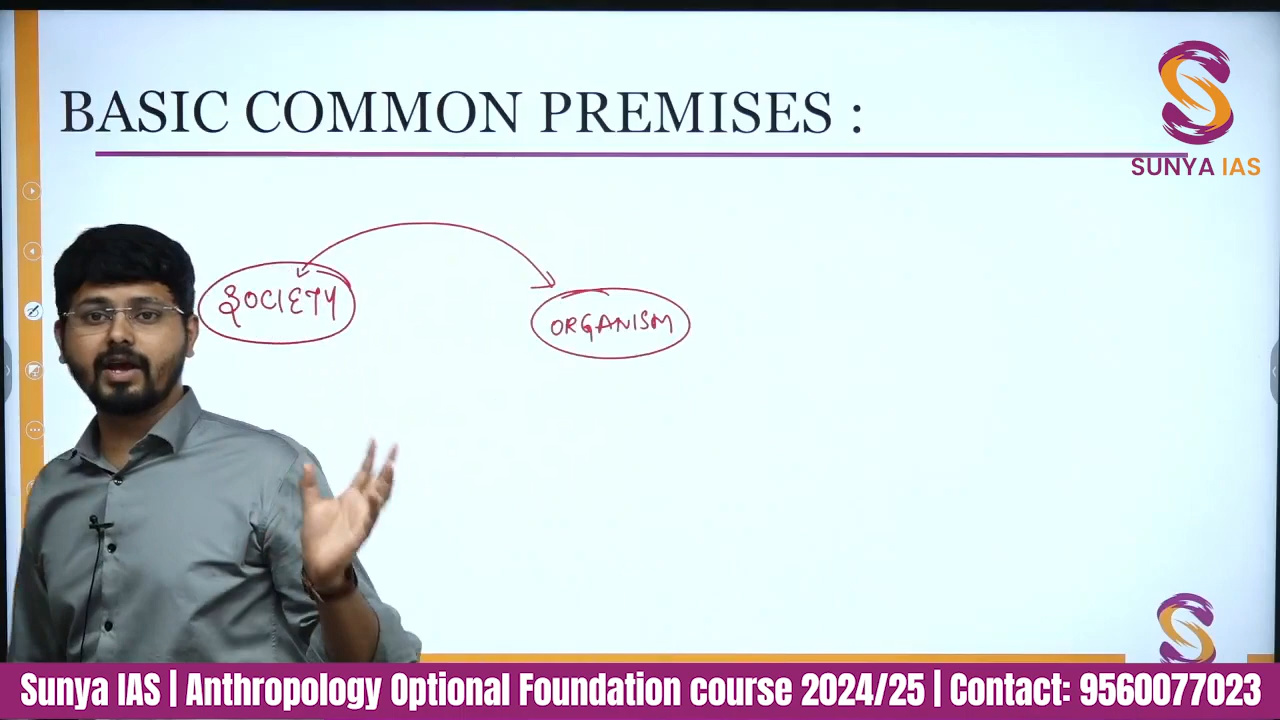 BASIC COMMON PREMISES :
SUNYA IAS
SOCIETY
ORGANISM
Sunya IAS | Anthropology Optional Foundation course 2024/25 | Contact: 9560077023